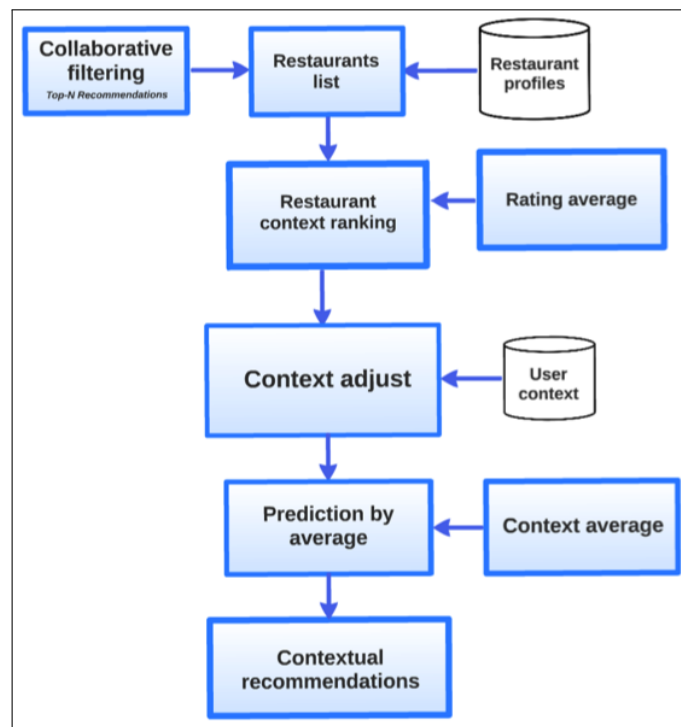 Collaborative
filtering
Top-N Recommendations
Restaurants
list
Restaurant
profiles
Restaurant
context ranking
Rating average
Context adjust
User
context
Prediction by
average
Context average
Contextual
recommendations